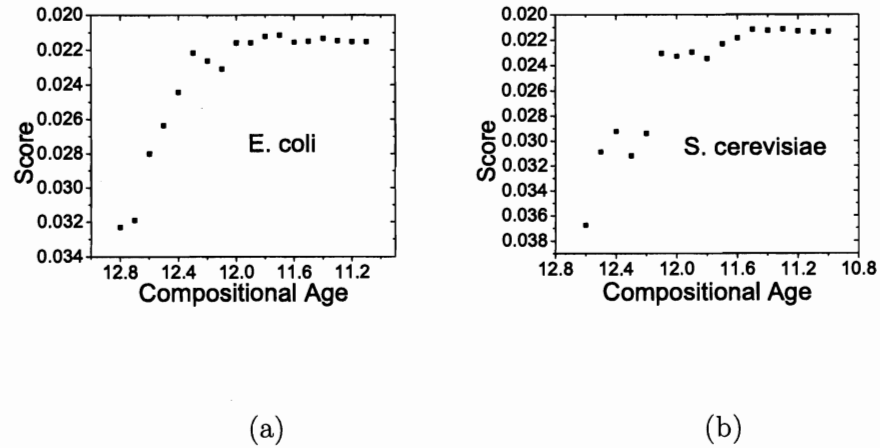 0.020
0.022
0.024
0.026
0.028
0.030
0.032
0.034
Score
E. coli
12.8 12.4 12.0 11.6 11.2
Compositional Age
(a)
0.020
0.022
0.024
0.026
0.028
0.030
0.032
0.034
0.036
0.038
Score
S. cerevisiae
12.8 12.4 12.0 11.6 11.2 10.8
Compositional Age
(b)